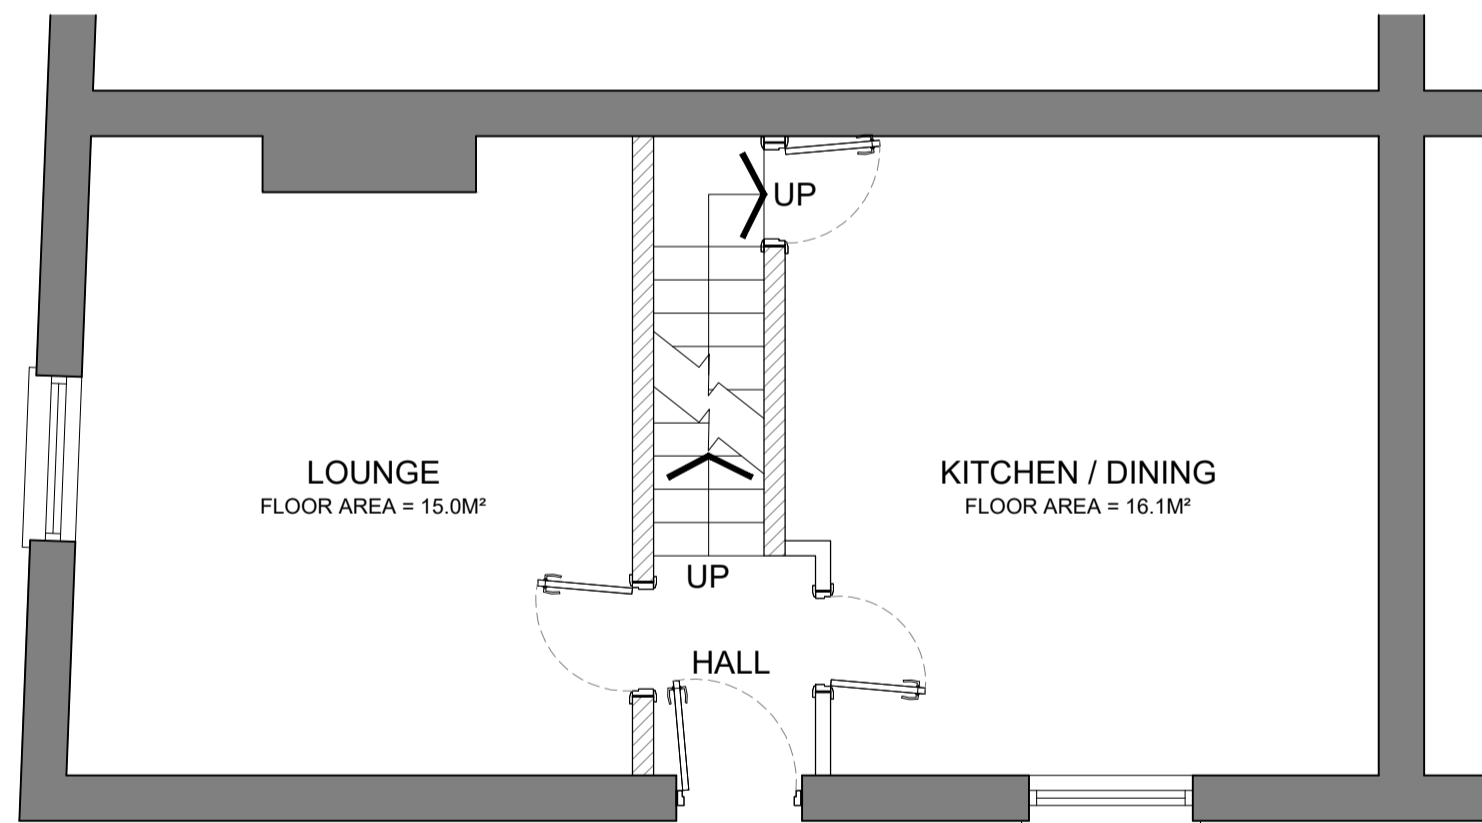 UP
LOUNGE
FLOOR AREA = 15.0M²
KITCHEN / DINING
FLOOR AREA = 16.1M²
UP
HALL